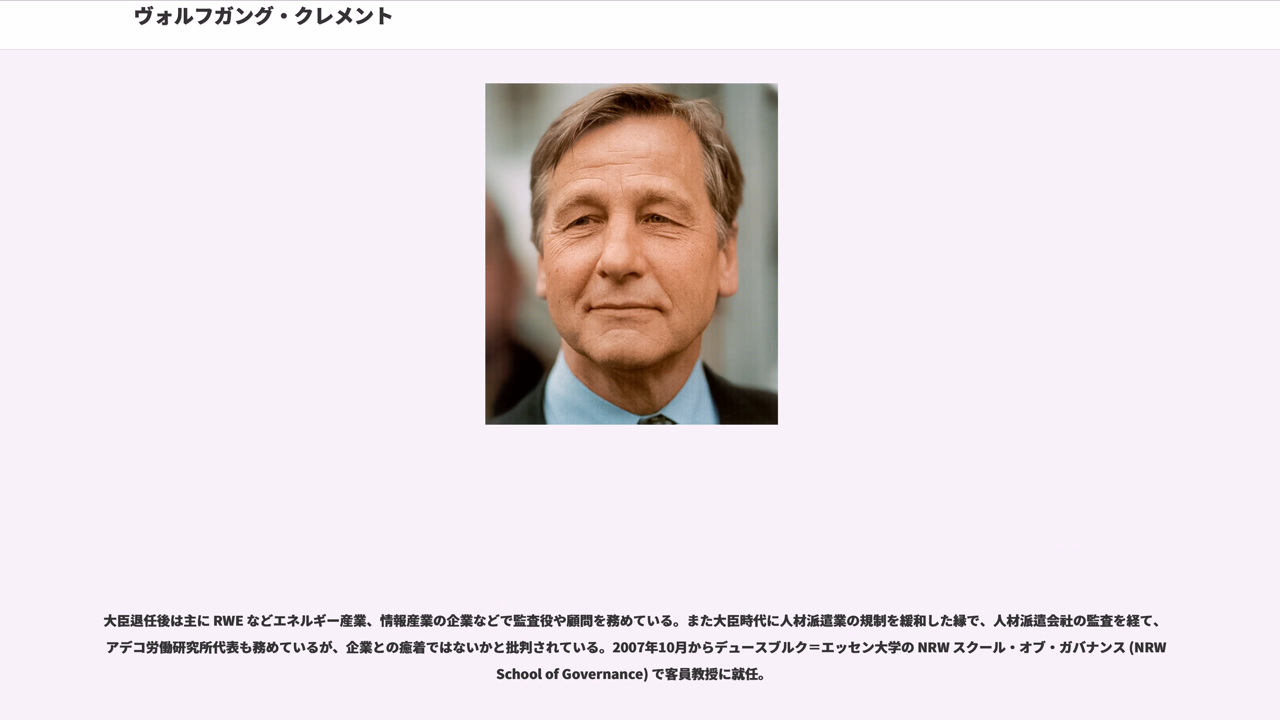 ヴォルフガング・クレメント
大臣退任後は主に RWE などエネルギー産業、情報産業の企業などで監査役や顧問を務めている。また大臣時代に人材派遣業の規制を緩和した縁で、人材派遣会社の監査を経て、
アデコ労働研究所代表も務めているが、企業との癒着ではないかと批判されている。2007年10月からデュースブルク＝エッセン大学の NRW スクール・オブ・ガバナンス (NRW
School of Governance) で客員教授に就任。